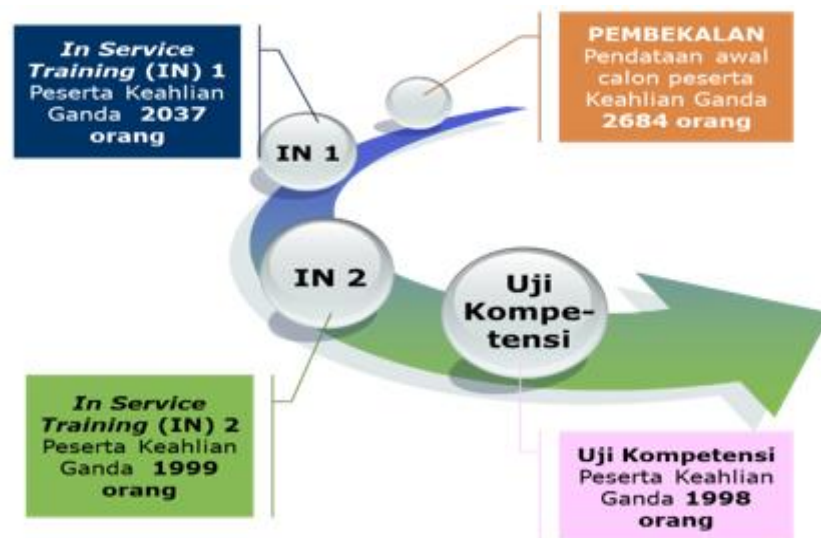 In Service
Training (IN) 1
Peserta Keahlian
Ganda 2037
orang
PEMBEKALAN
Pendataan awal
calon peserta
Keahlian Ganda
2684 orang
IN 1
IN 2
Uji
Kompe-
tensi
In Service
Training (IN) 2
Peserta Keahlian
Ganda 1999
orang
Uji Kompetensi
Peserta Keahlian
Ganda 1998
orang